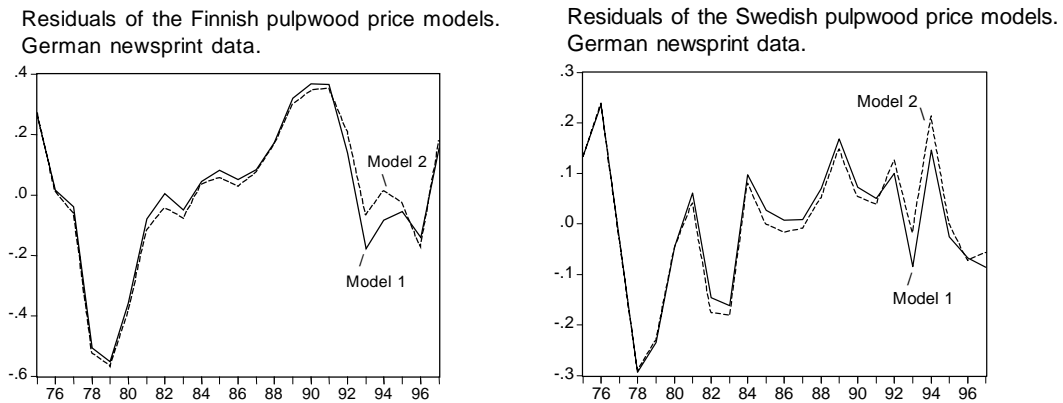 Residuals of the Finnish pulpwood price models.
German newsprint data.
.4
.2
.0
-.2
-.4
-.6
Model 2
Model 1
76 78 80 82 84 86 88 90 92 94 96
Residuals of the Swedish pulpwood price models.
German newsprint data.
.3
.2
.1
.0
-.1
-.2
-.3
Model 2
Model 1
76 78 80 82 84 86 88 90 92 94 96